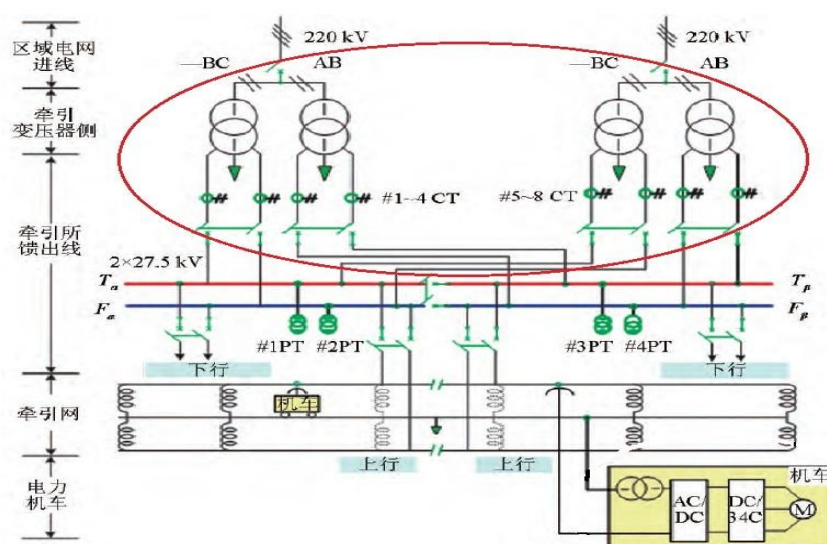 区域电网
进线
220 kV
220 kV
—BC
AB
—BC
AB
牵引
变压器侧
#1~4 CT
#5~8 CT
牵引所
馈出线
2×27.5 kV
Tα
Tβ
Fα
Fβ
#1PT
#2PT
#3PT
#4PT
下行
下行
牵引网
机车
上行
上行
电力
机车
机车
AC/
DC
DC/
34C
M